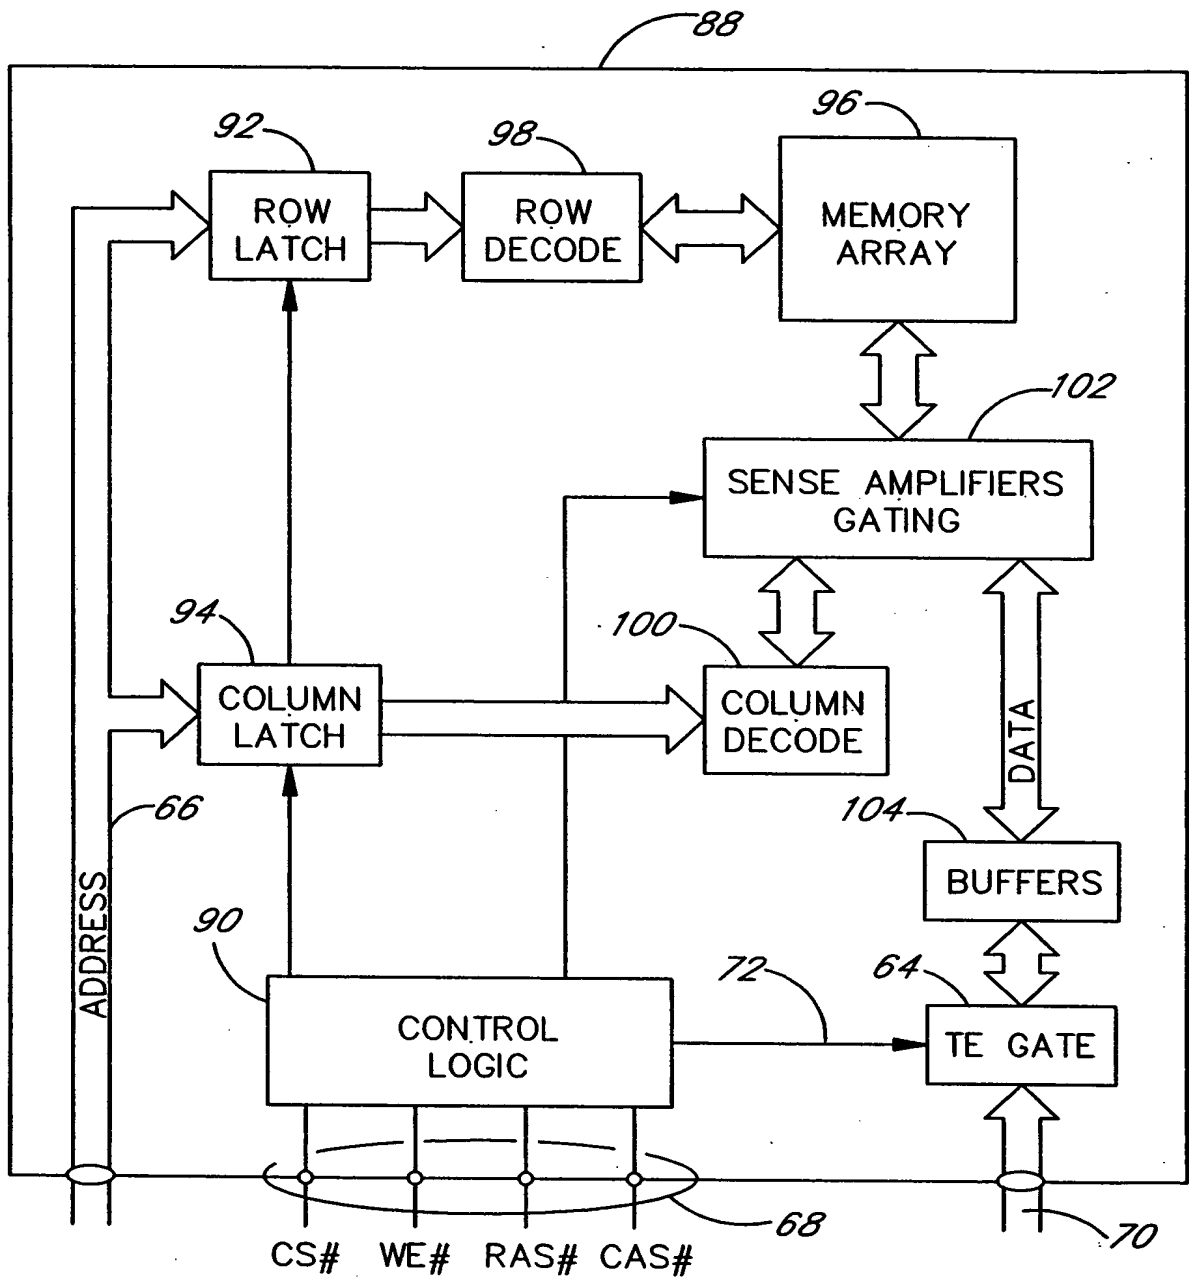 88
92
98
96
ROW
LATCH
ROW
DECODE
MEMORY
ARRAY
102
SENSE AMPLIFIERS
GATING
94
100
COLUMN
LATCH
COLUMN
DECODE
DATA
66
104
ADDRESS
BUFFERS
90
72
64
CONTROL
LOGIC
TE GATE
68
70
CS# WE# RAS# CAS#